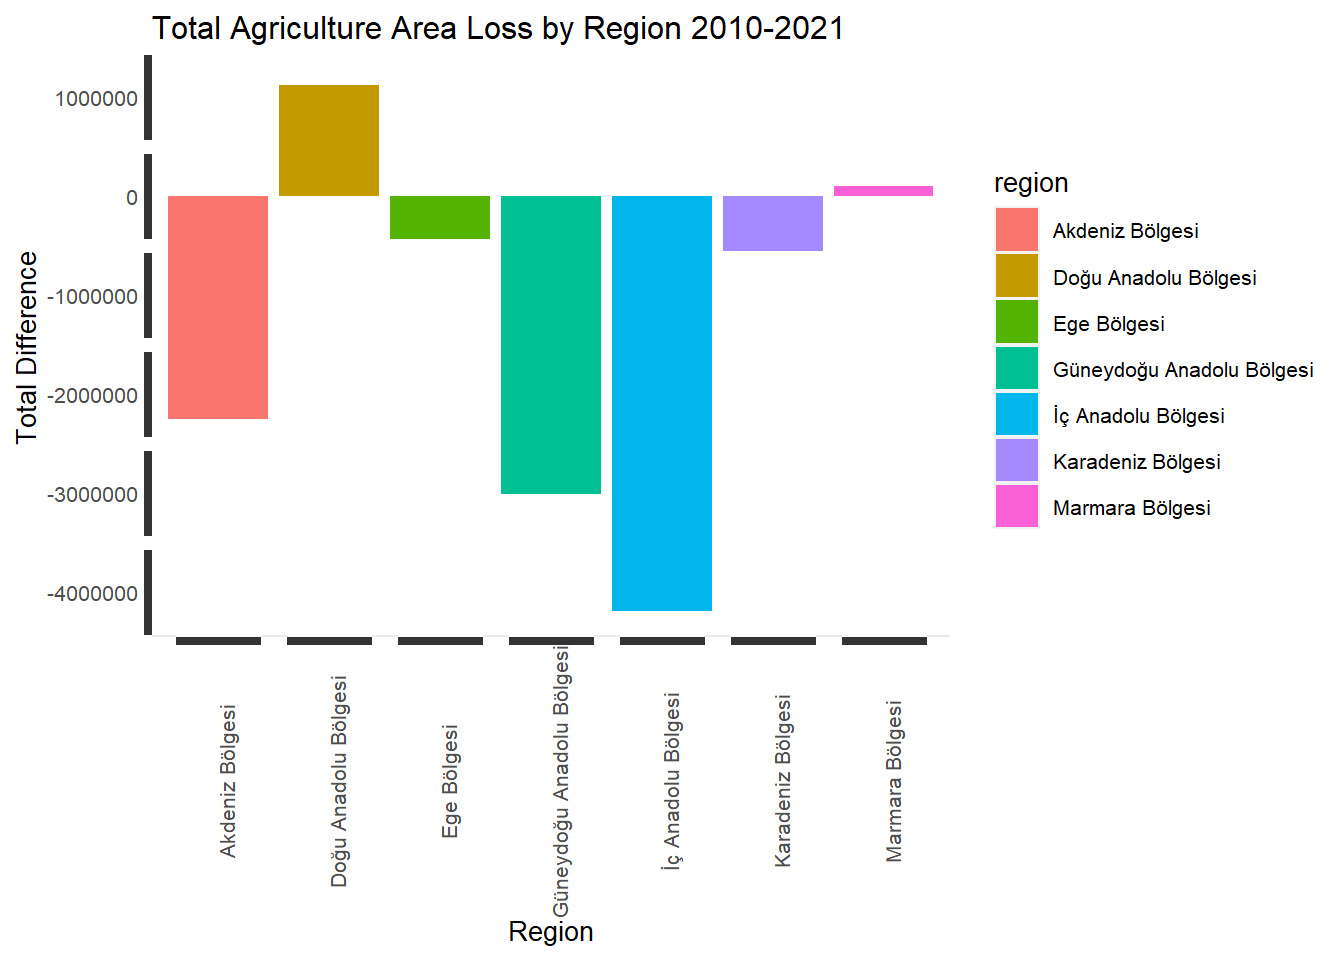 Total Agriculture Area Loss by Region 2010-2021
Total Difference
1000000
0
-1000000
-2000000
-3000000
-4000000
Akdeniz Bölgesi
Doğu Anadolu Bölgesi
Ege Bölgesi
Güneydoğu Anadolu Bölgesi
İç Anadolu Bölgesi
Karadeniz Bölgesi
Marmara Bölgesi
Region
region
Akdeniz Bölgesi
Doğu Anadolu Bölgesi
Ege Bölgesi
Güneydoğu Anadolu Bölgesi
İç Anadolu Bölgesi
Karadeniz Bölgesi
Marmara Bölgesi